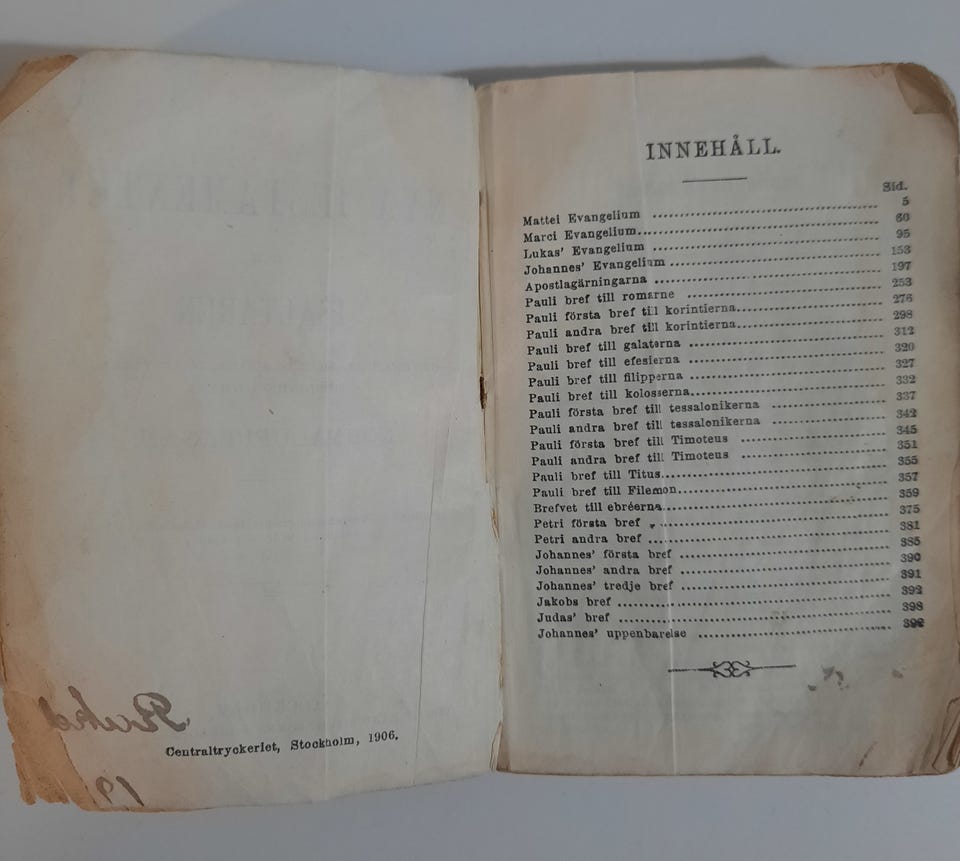 Centraltryckeriet, Stockholm, 1906.
INNEHÅLL.
Sid.
Mattei Evangelium 5
Marci Evangelium 60
Lukas' Evangelium 95
Johannes' Evangelium 153
Apostlagärningarna 197
Pauli bref till romarne 253
Pauli första bref till korintierna 276
Pauli andra bref till korintierna 298
Pauli bref till galaterna 312
Pauli bref till efesierna 320
Pauli bref till filipperna 327
Pauli bref till kolosserna 332
Pauli första bref till tessalonikerna 337
Pauli andra bref till tessalonikerna 342
Pauli första bref till Timoteus 345
Pauli andra bref till Timoteus 351
Pauli bref till Titus 355
Pauli bref till Filemon 357
Brefvet till ebréerna 359
Petri första bref 375
Petri andra bref 381
Johannes' första bref 385
Johannes' andra bref 390
Johannes' tredje bref 391
Jakobs bref 392
Judas' bref 398
Johannes' uppenbarelse